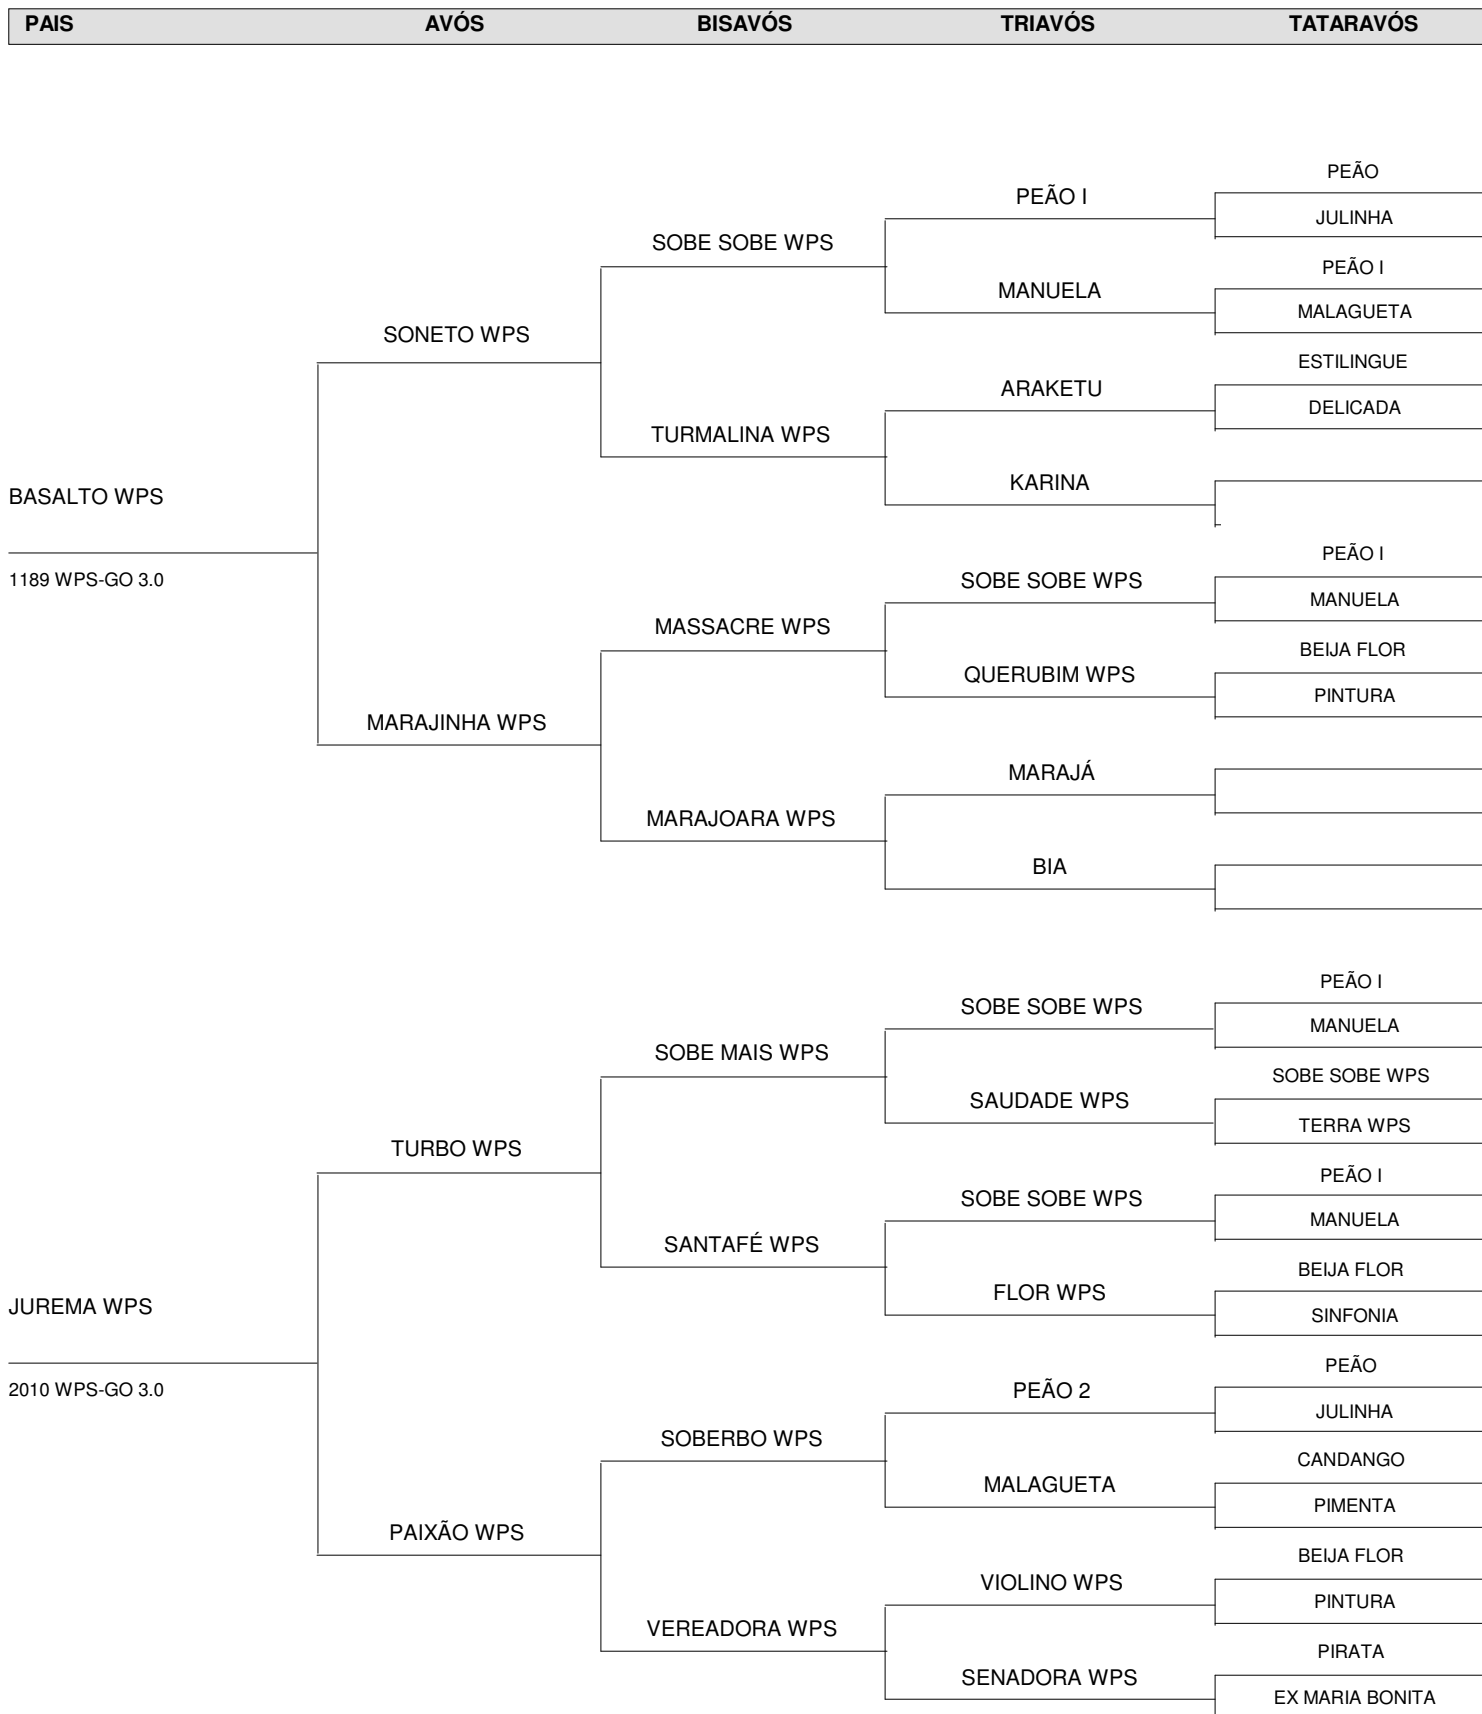 PAIS AVÓS BISAVÓS TRIAVÓS TATARAVÓS
PEÃO
PEÃO I
JULINHA
SOBE SOBE WPS
PEÃO I
MANUELA
MALAGUETA
SONETO WPS
ESTILINGUE
ARAKETU
DELICADA
TURMALINA WPS
KARINA
BASALTO WPS
PEÃO I
1189 WPS-GO 3.0
SOBE SOBE WPS
MANUELA
MASSACRE WPS
BEIJA FLOR
QUERUBIM WPS
PINTURA
MARAJINHA WPS
MARAJÁ
MARAJOARA WPS
BIA
PEÃO I
SOBE SOBE WPS
MANUELA
SOBE MAIS WPS
SOBE SOBE WPS
SAUDADE WPS
TERRA WPS
TURBO WPS
PEÃO I
SOBE SOBE WPS
MANUELA
SANTAFÉ WPS
BEIJA FLOR
FLOR WPS
JUREMA WPS
SINFONIA
PEÃO
2010 WPS-GO 3.0
PEÃO 2
JULINHA
SOBERBO WPS
CANDANGO
MALAGUETA
PIMENTA
PAIXÃO WPS
BEIJA FLOR
VIOLINO WPS
PINTURA
VEREADORA WPS
PIRATA
SENADORA WPS
EX MARIA BONITA